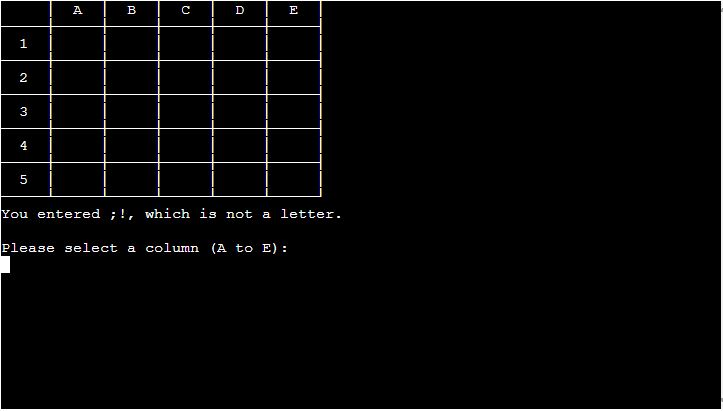 A B C D E
1
2
3
4
5
You entered ;!, which is not a letter.
Please select a column (A to E):